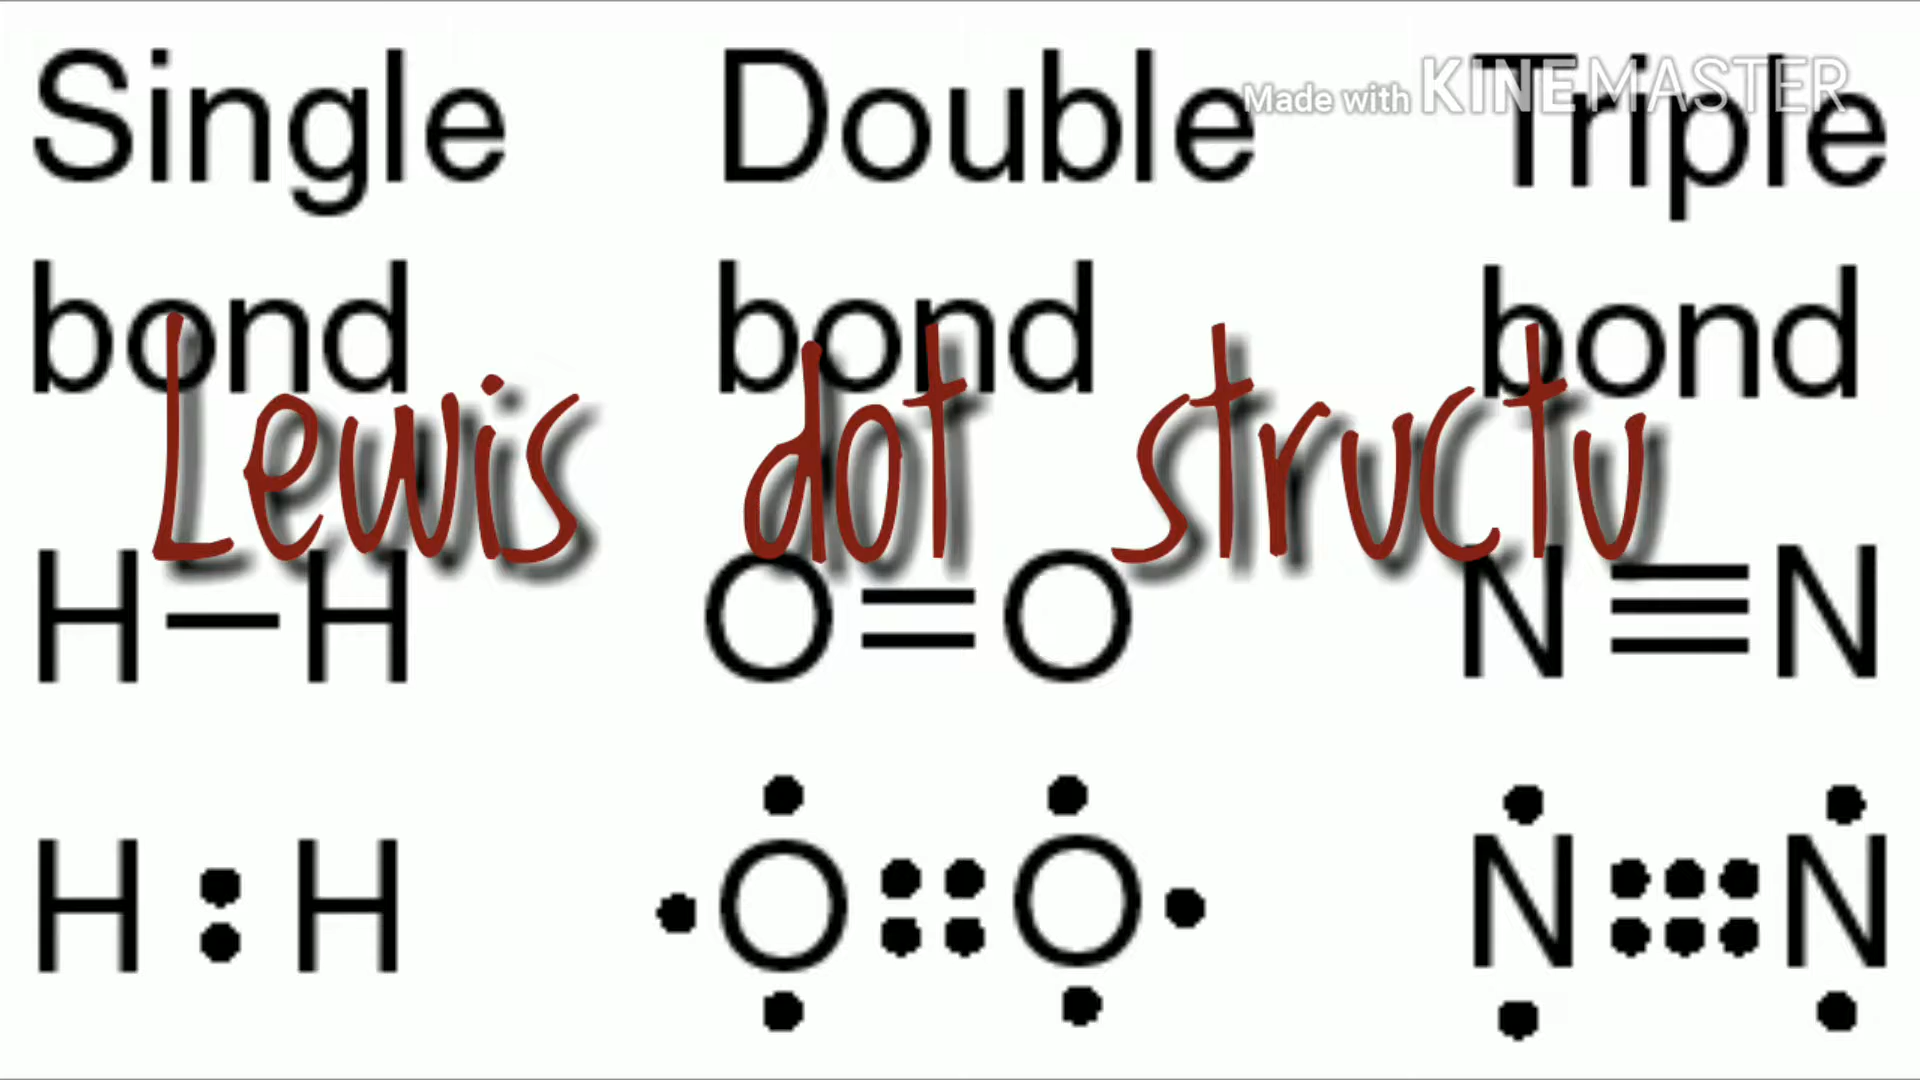 Single Double Triple
Made with KINEMASTER
bond bond bond
Lewis dot structu
H–H O=O N≡N
H : H O :: O N ::: N